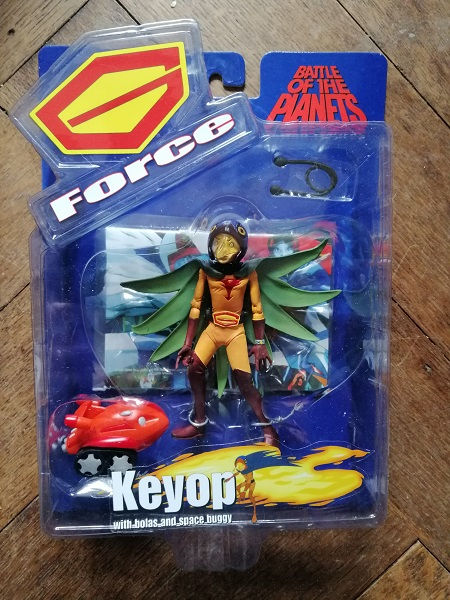 G
Force
BATTLE
OF THE
PLANETS
Keyop
with bolas and space buggy